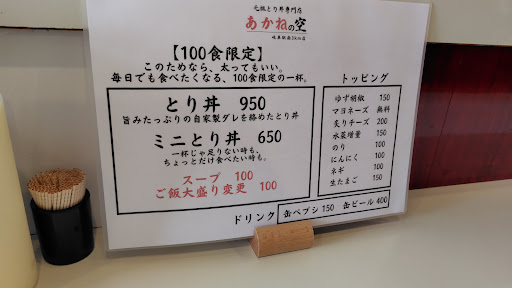 元祖とり丼専門店
あかねの空
【100食限定】
このためなら、太ってもいい。
毎日でも食べたくなる、100食限定の一杯。
とり丼 950
旨みたっぷりの自家製ダレを絡めたとり丼
ミニとり丼 650
一杯じゃ足りない時も、
ちょっとだけ食べたい時も。
スープ 100
ご飯大盛り変更 100
トッピング
ゆず胡椒 150
マヨネーズ 無料
炙りチーズ 200
水菜増量 150
のり 100
にんにく 100
ネギ 100
生たまご 150
ドリンク 缶ペプシ 150 缶ビール 400